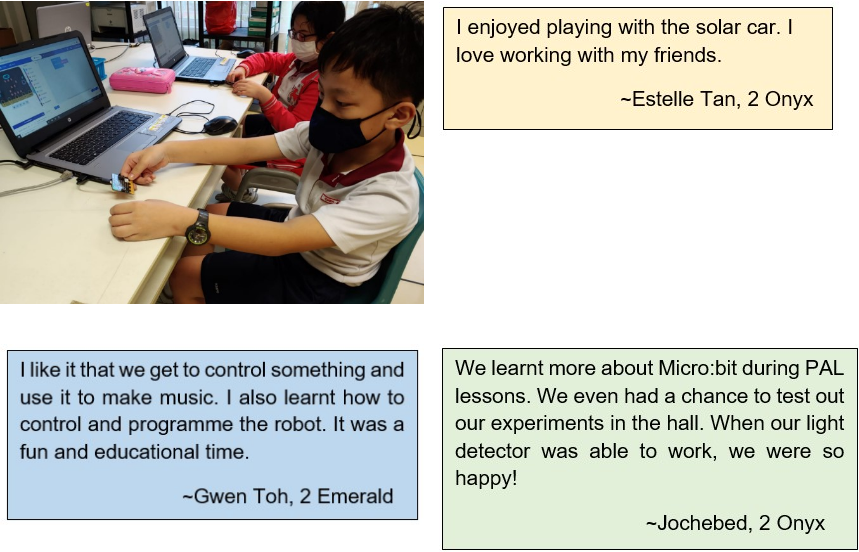 I enjoyed playing with the solar car. I
love working with my friends.
~Estelle Tan, 2 Onyx
I like it that we get to control something and
use it to make music. I also learnt how to
control and programme the robot. It was a
fun and educational time.
~Gwen Toh, 2 Emerald
We learnt more about Micro:bit during PAL
lessons. We even had a chance to test out
our experiments in the hall. When our light
detector was able to work, we were so
happy!
~Jochebed, 2 Onyx